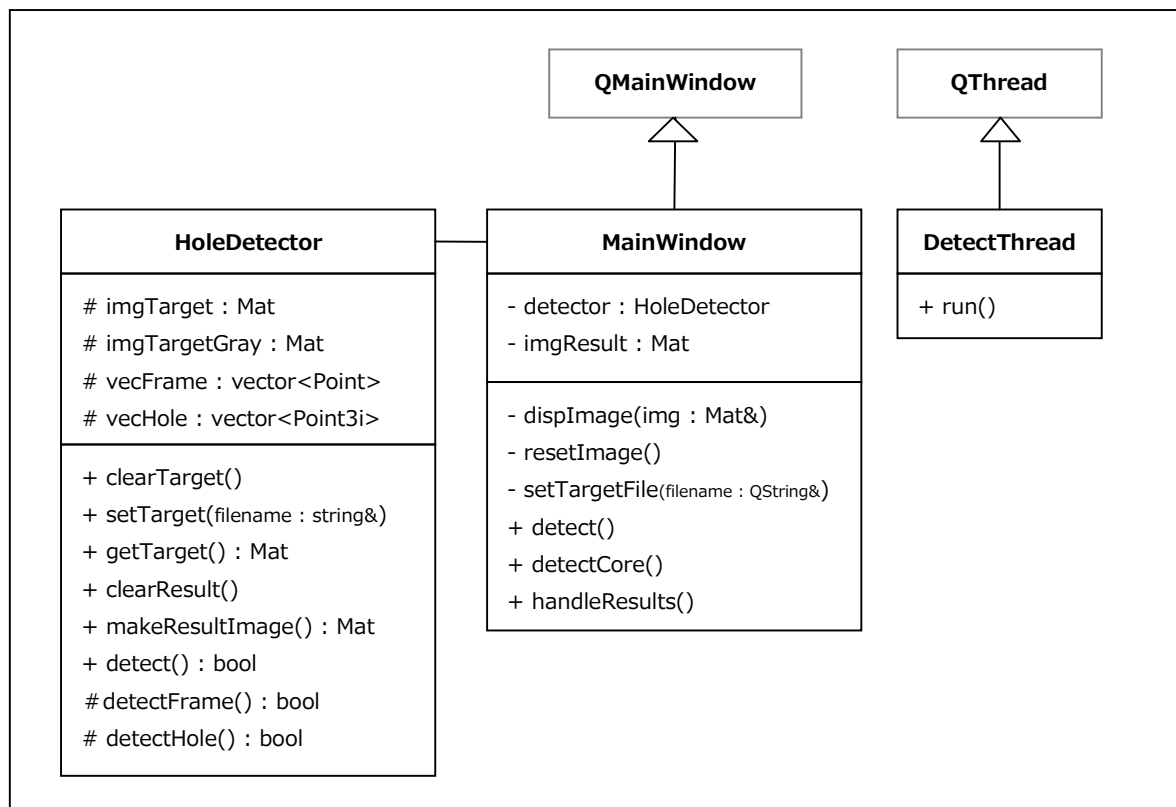 QMainWindow
QThread
HoleDetector
# imgTarget : Mat
# imgTargetGray : Mat
# vecFrame : vector<Point>
# vecHole : vector<Point3i>
+ clearTarget()
+ setTarget(filename : string&)
+ getTarget() : Mat
+ clearResult()
+ makeResultImage() : Mat
+ detect() : bool
#detectFrame() : bool
# detectHole() : bool
MainWindow
- detector : HoleDetector
- imgResult : Mat
- dispImage(img : Mat&)
- resetImage()
- setTargetFile(filename : QString&)
+ detect()
+ detectCore()
+ handleResults()
DetectThread
+ run()